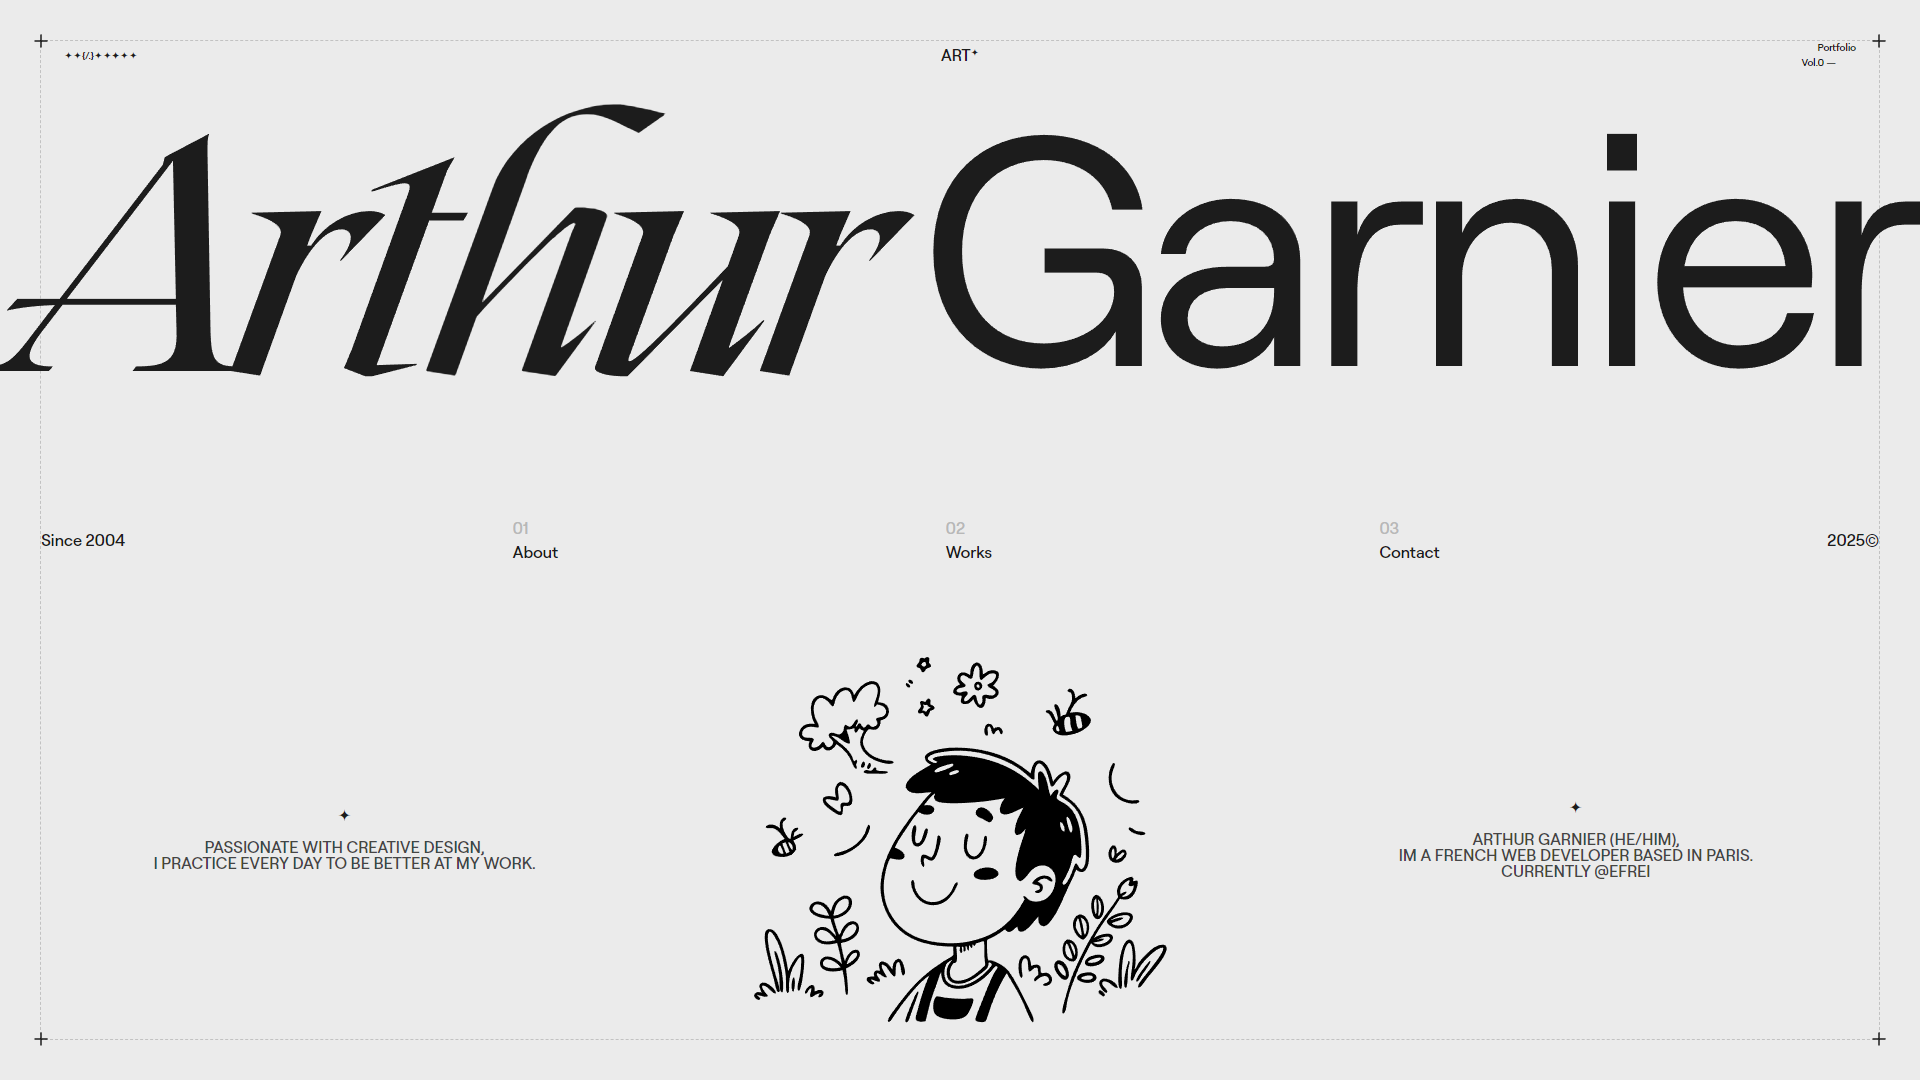 ✦✦{/.}✦✦✦✦✦
ART✦
Portfolio
Vol.0 —
Arthur Garnier
Since 2004
01
About
02
Works
03
Contact
2025©
✦
PASSIONATE WITH CREATIVE DESIGN,
I PRACTICE EVERY DAY TO BE BETTER AT MY WORK.
✦
ARTHUR GARNIER (HE/HIM),
IM A FRENCH WEB DEVELOPER BASED IN PARIS.
CURRENTLY @EFREI